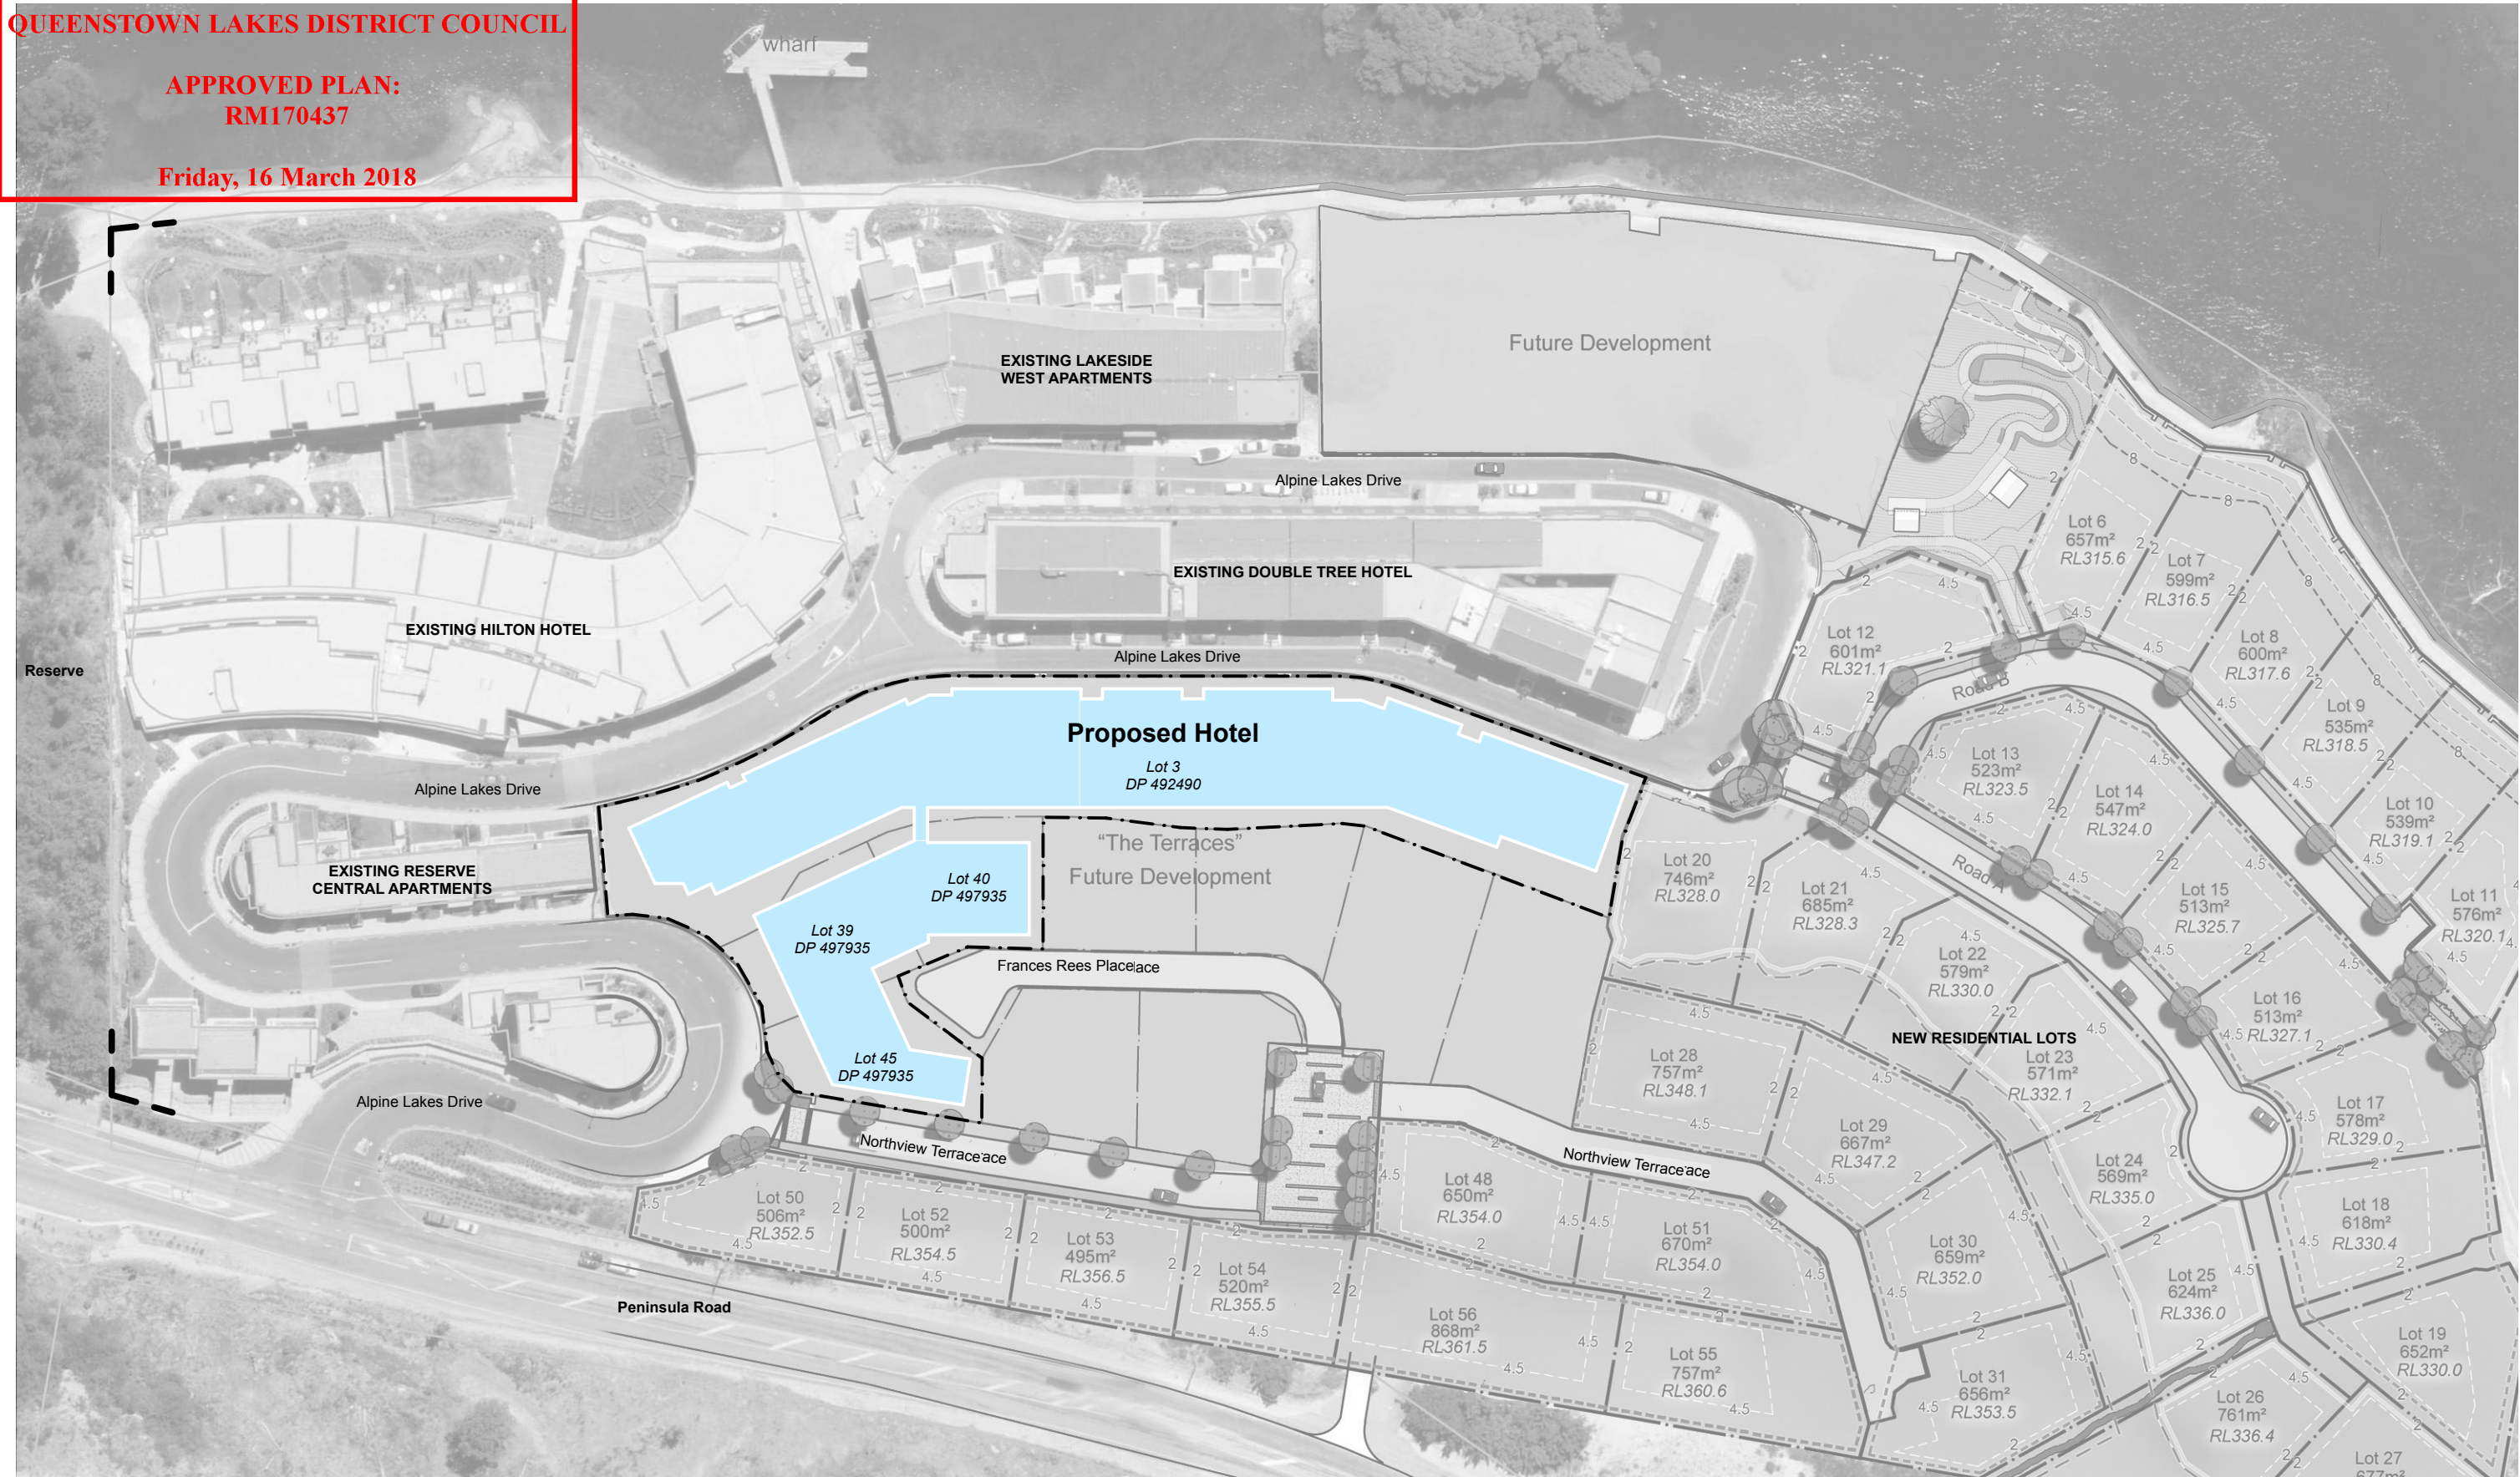 QUEENSTOWN LAKES DISTRICT COUNCIL
APPROVED PLAN:
RM170437
Friday, 16 March 2018
wharf
EXISTING LAKESIDE
WEST APARTMENTS
Future Development
Alpine Lakes Drive
EXISTING DOUBLE TREE HOTEL
EXISTING HILTON HOTEL
Reserve
Alpine Lakes Drive
Proposed Hotel
Lot 3
DP 492490
Alpine Lakes Drive
EXISTING RESERVE
CENTRAL APARTMENTS
"The Terraces"
Future Development
Lot 40
DP 497935
Lot 39
DP 497935
Frances Rees Place
Lot 45
DP 497935
Alpine Lakes Drive
Northview Terrace
Northview Terrace
Peninsula Road
NEW RESIDENTIAL LOTS
Road B
Road A
Lot 6
657m²
RL315.6
Lot 7
599m²
RL316.5
Lot 8
600m²
RL317.6
Lot 9
535m²
RL318.5
Lot 10
539m²
RL319.1
Lot 11
576m²
RL320.1
Lot 12
601m²
RL321.1
Lot 13
523m²
RL323.5
Lot 14
547m²
RL324.0
Lot 15
513m²
RL325.7
Lot 16
513m²
RL327.1
Lot 17
578m²
RL329.0
Lot 18
618m²
RL330.4
Lot 19
652m²
RL330.0
Lot 20
746m²
RL328.0
Lot 21
685m²
RL328.3
Lot 22
579m²
RL330.0
Lot 23
571m²
RL332.1
Lot 24
569m²
RL335.0
Lot 25
624m²
RL336.0
Lot 26
761m²
RL336.4
Lot 27
677m²
Lot 28
757m²
RL348.1
Lot 29
667m²
RL347.2
Lot 30
659m²
RL352.0
Lot 31
656m²
RL353.5
Lot 48
650m²
RL354.0
Lot 51
670m²
RL354.0
Lot 50
506m²
RL352.5
Lot 52
500m²
RL354.5
Lot 53
495m²
RL356.5
Lot 54
520m²
RL355.5
Lot 56
868m²
RL361.5
Lot 55
757m²
RL360.6